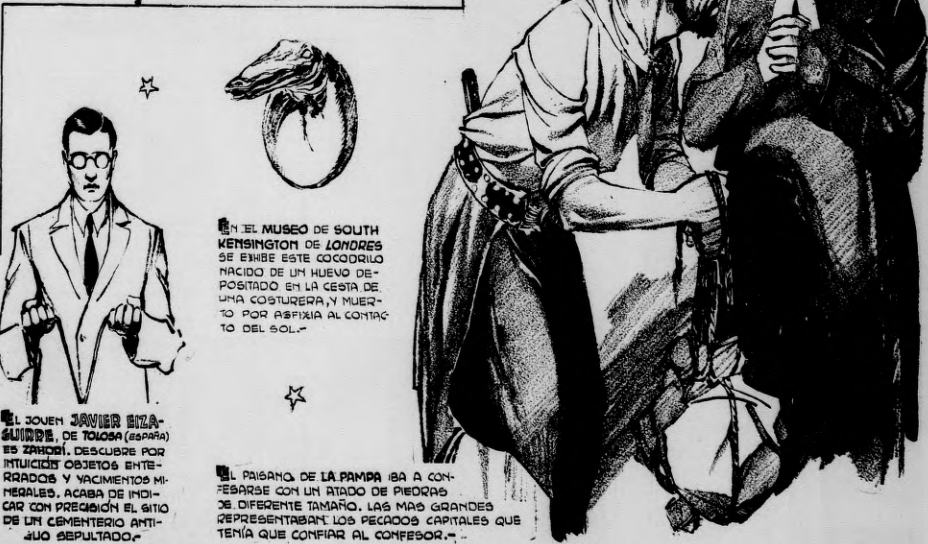 EL JOVEN JAVIER EIZA-
GUIRRE, DE TOLOSA (ESPAÑA)
ES ZAHORÍ. DESCUBRE POR
INTUICIÓN OBJETOS ENTE-
RRADOS Y YACIMIENTOS MI-
NERALES. ACABA DE INDI-
CAR CON PRECISIÓN EL SITIO
DE UN CEMENTERIO ANTI-
GUO SEPULTADO.-
EN EL MUSEO DE SOUTH
KENSINGTON DE LONDRES
SE EXHIBE ESTE COCODRILO
NACIDO DE UN HUEVO DE-
POSITADO EN LA CESTA DE
UNA COSTURERA, Y MUER-
TO POR ASFIXIA AL CONTAC-
TO DEL SOL.-
EL PAISANO DE LA PAMPA IBA A CON-
FESARSE CON UN ATADO DE PIEDRAS
DE DIFERENTE TAMAÑO. LAS MAS GRANDES
REPRESENTABAN LOS PECADOS CAPITALES QUE
TENÍA QUE CONFIAR AL CONFESOR.-